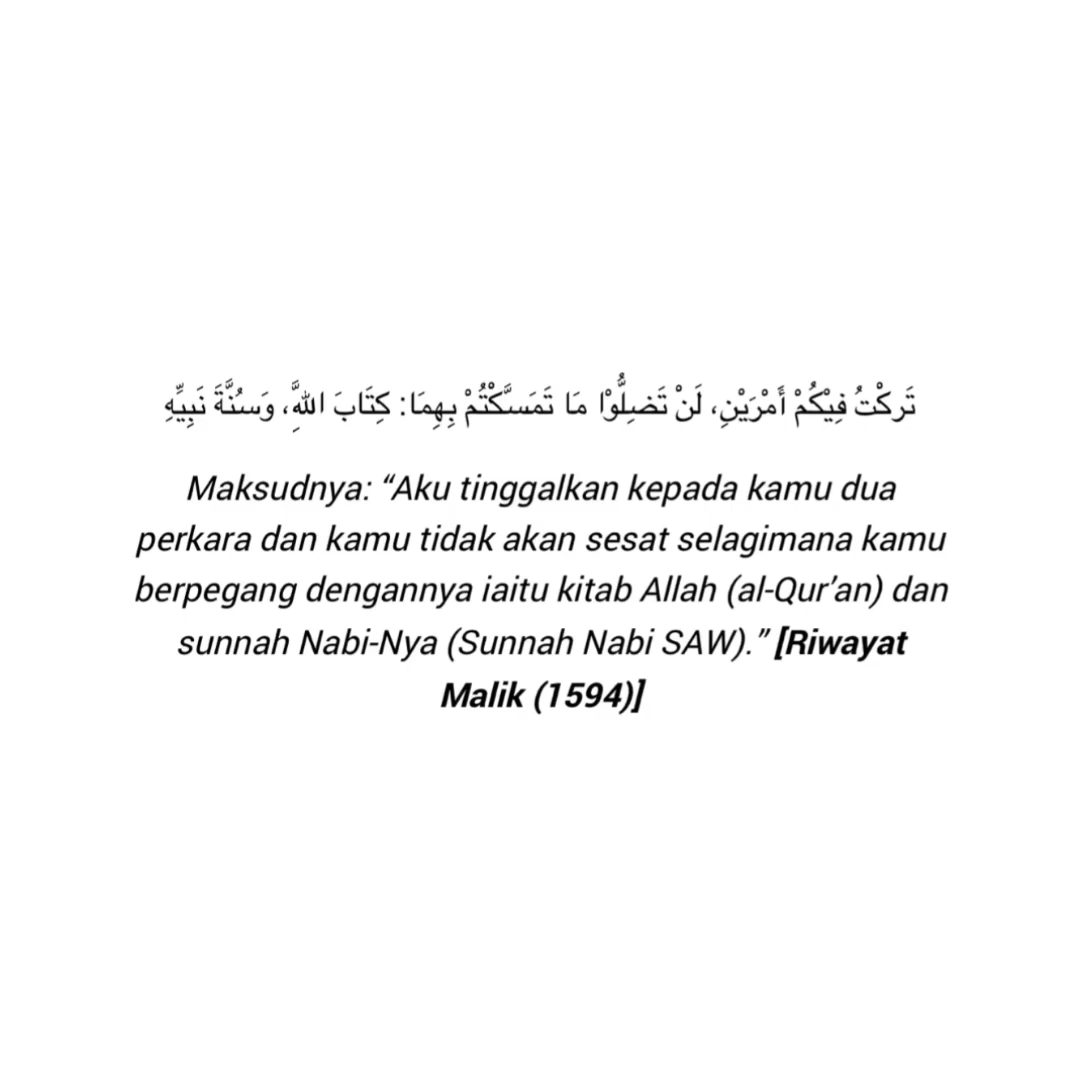 تَرَكْتُ فِيْكُمْ أَمْرَيْنِ، لَنْ تَضِلُّوْا مَا تَمَسَّكْتُمْ بِهِمَا: كِتَابَ اللهِ، وَسُنَّةَ نَبِيِّهِ
Maksudnya: “Aku tinggalkan kepada kamu dua
perkara dan kamu tidak akan sesat selagimana kamu
berpegang dengannya iaitu kitab Allah (al-Qur’an) dan
sunnah Nabi-Nya (Sunnah Nabi SAW).” [Riwayat
Malik (1594)]